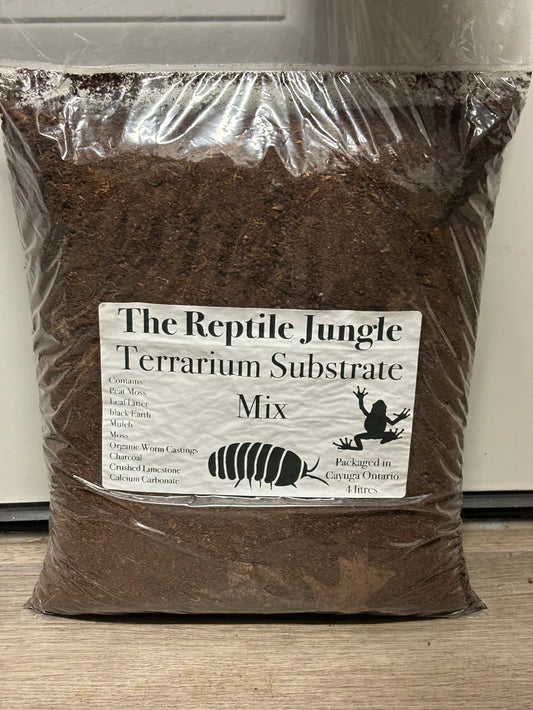 The Reptile Jungle
Terrarium Substrate
Mix
Contains:
Peat Moss
Leaf Litter
black Earth
Mulch
Moss
Organic Worm Castings
Charcoal
Crushed Limestone
Calcium Carbonate
Packaged in
Cayuga Ontario
4 litres